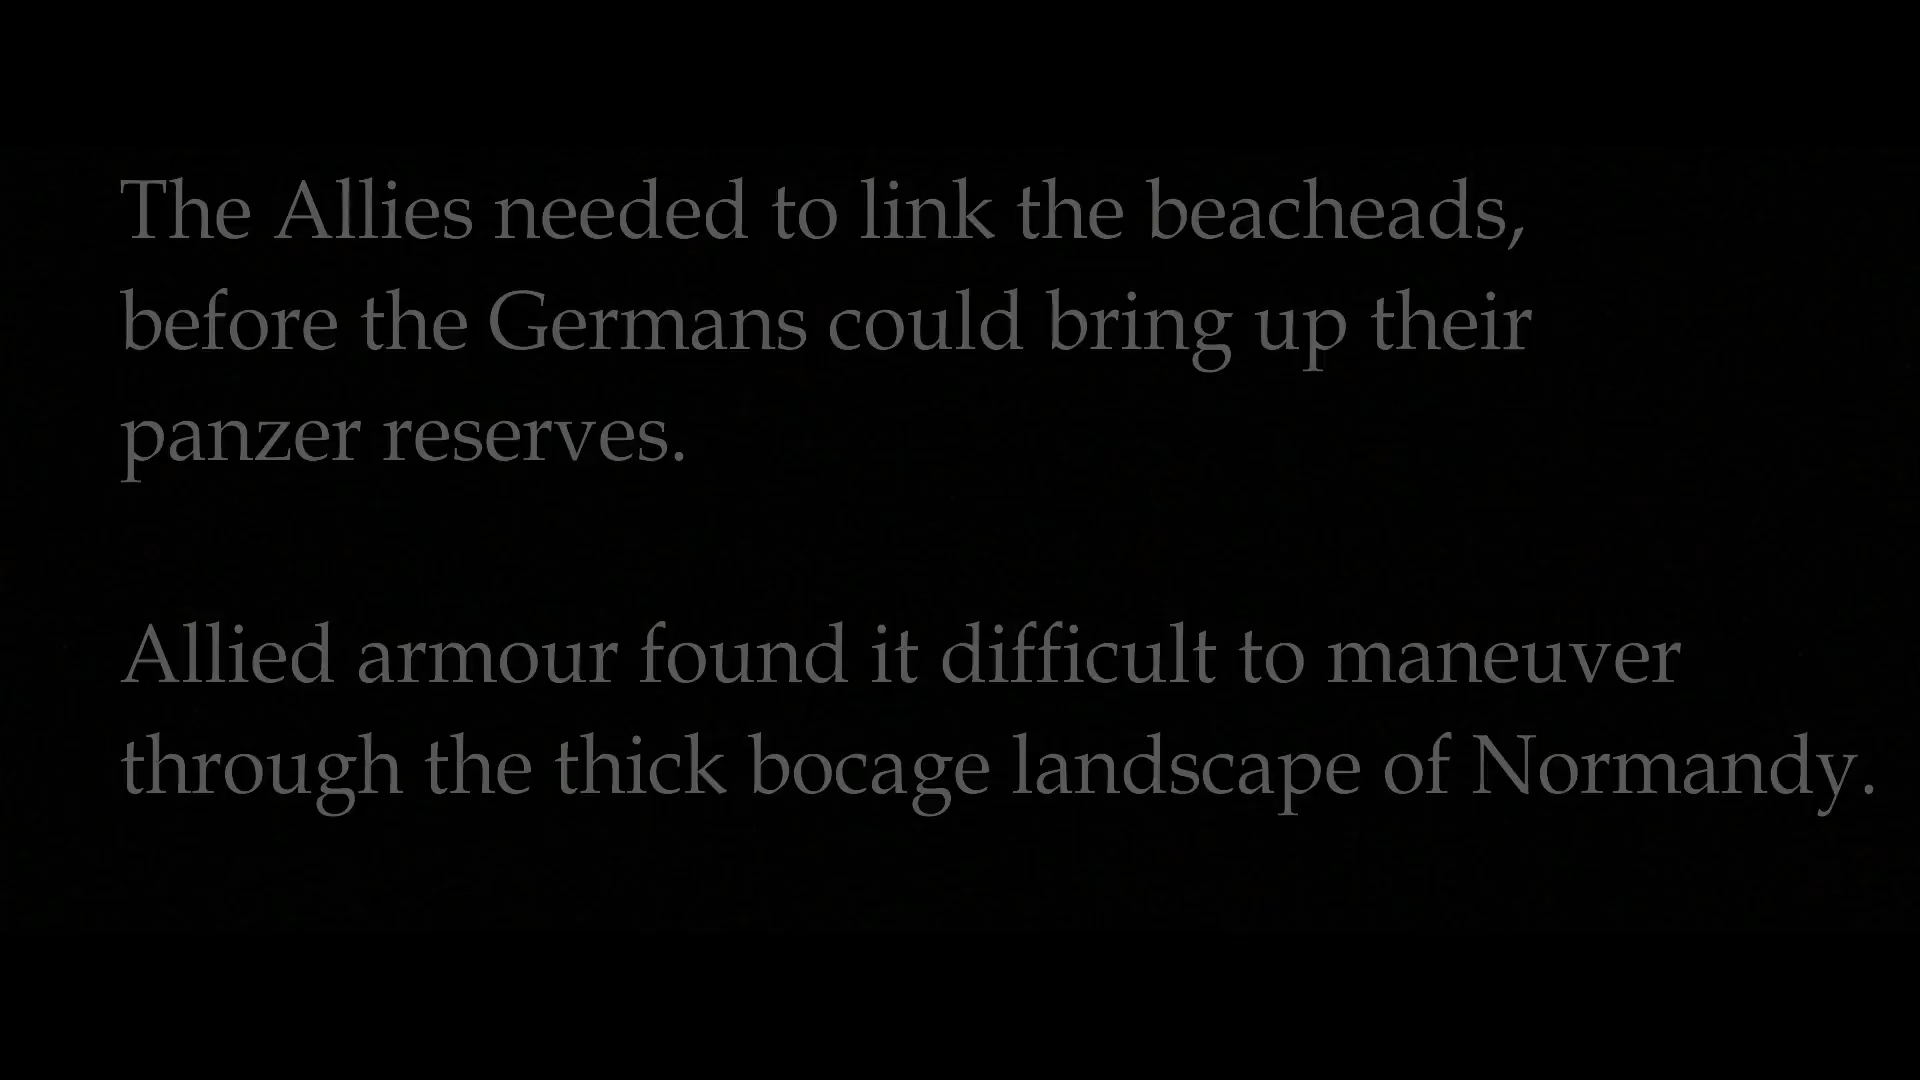 The Allies needed to link the beacheads,
before the Germans could bring up their
panzer reserves.
Allied armour found it difficult to maneuver
through the thick bocage landscape of Normandy.